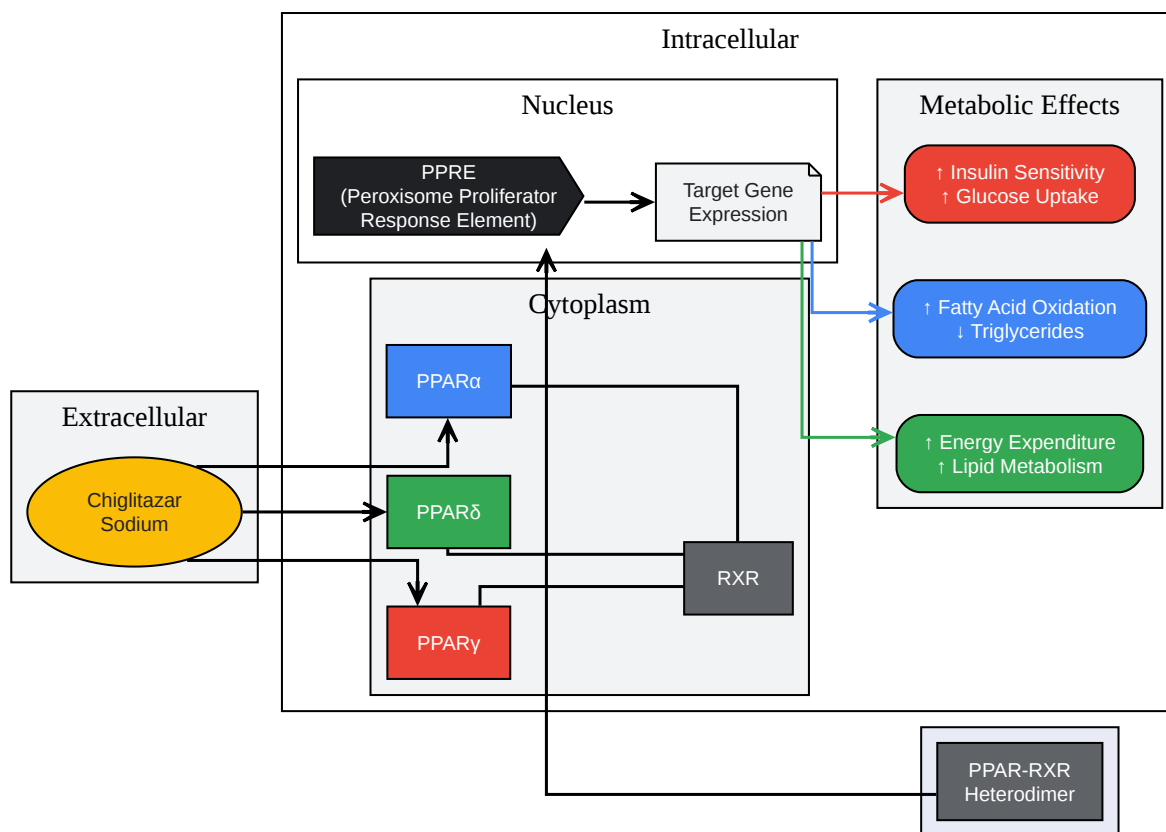 Intracellular
Nucleus
PPRE
(Peroxisome Proliferator
Response Element)
Target Gene
Expression
Metabolic Effects
↑ Insulin Sensitivity
↑ Glucose Uptake
↑ Fatty Acid Oxidation
↓ Triglycerides
↑ Energy Expenditure
↑ Lipid Metabolism
Cytoplasm
PPARα
PPARδ
PPARγ
RXR
Extracellular
Chiglitazar
Sodium
PPAR-RXR
Heterodimer